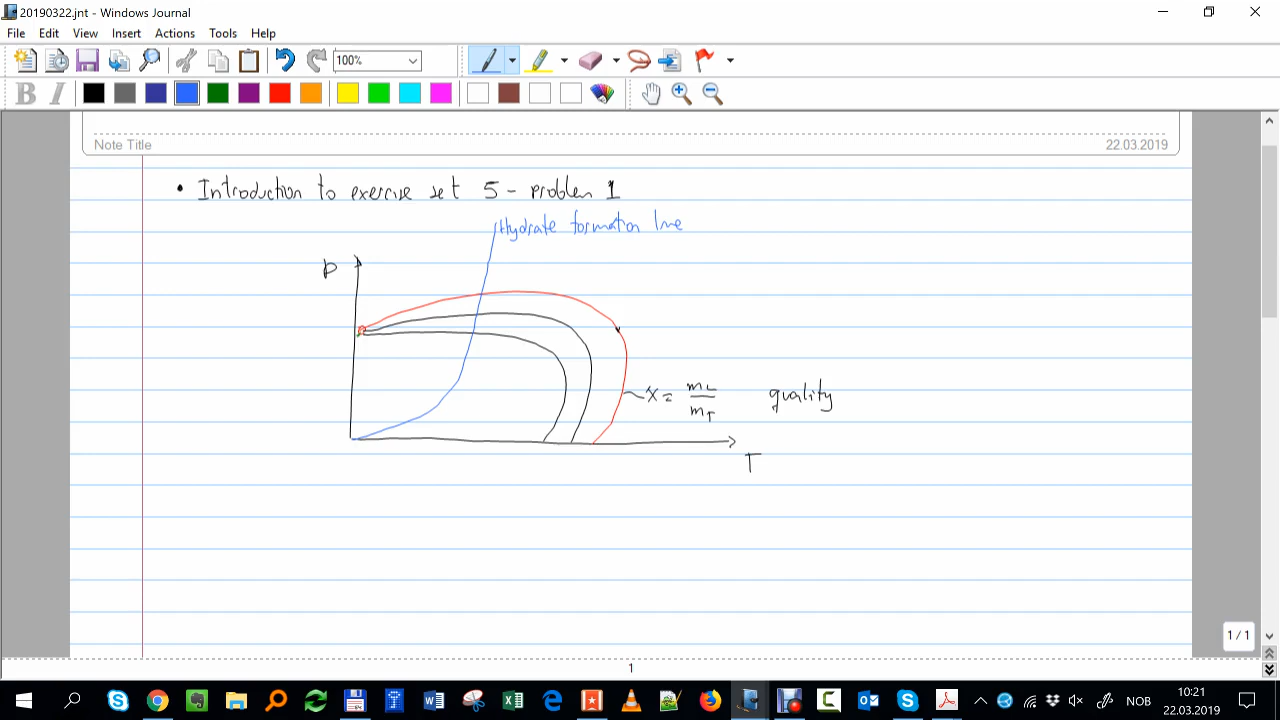 20190322.jnt - Windows Journal
File Edit View Insert Actions Tools Help
100%
B I
Note Title 22.03.2019
• Introduction to exercise set 5 - problem 1
Hydrate formation line
P
X = mL/mT quality
T
1 / 1
1
NOB 10:21
22.03.2019